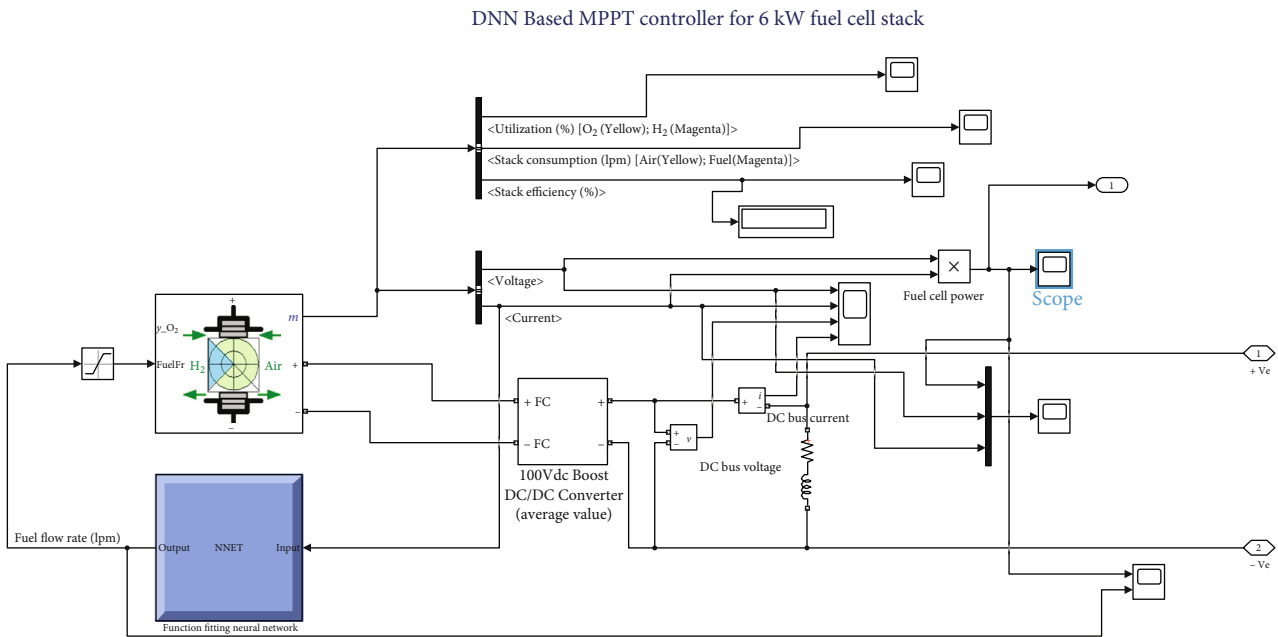 DNN Based MPPT controller for 6 kW fuel cell stack
<Utilization (%) [O₂ (Yellow); H₂ (Magenta)]>
<Stack consumption (lpm) [Air(Yellow; Fuel(Magenta)]>
<Stack efficiency (%)>
1
<Voltage>
<Current>
×
Fuel cell power
Scope
+
m
y_O₂
FuelFr
H₂
Air
+
−
−
1
+ Ve
+ FC
− FC
+
−
100Vdc Boost
DC/DC Converter
(average value)
+
i
−
DC bus current
+
−
v
DC bus voltage
Fuel flow rate (lpm)
Output
NNET
Input
Function fitting neural network
2
− Ve